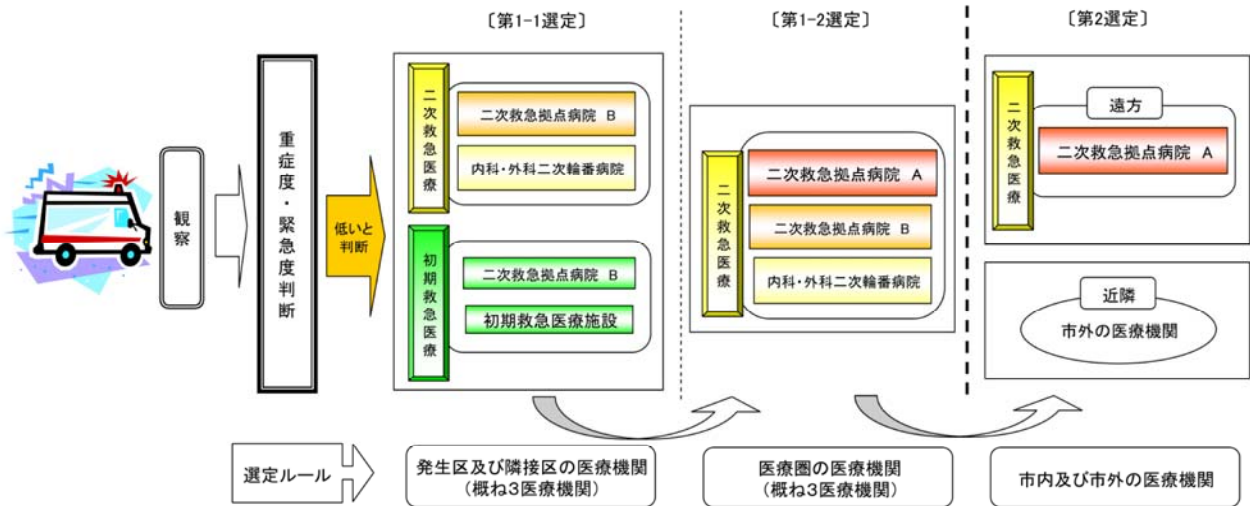 〔第1-1選定〕
〔第1-2選定〕
〔第2選定〕
観察
重症度・緊急度判断
低いと
判断
二次救急医療
二次救急拠点病院 B
内科・外科二次輪番病院
初期救急医療
二次救急拠点病院 B
初期救急医療施設
二次救急医療
二次救急拠点病院 A
二次救急拠点病院 B
内科・外科二次輪番病院
二次救急医療
遠方
二次救急拠点病院 A
近隣
市外の医療機関
選定ルール
発生区及び隣接区の医療機関
(概ね3医療機関)
医療圏の医療機関
(概ね3医療機関)
市内及び市外の医療機関